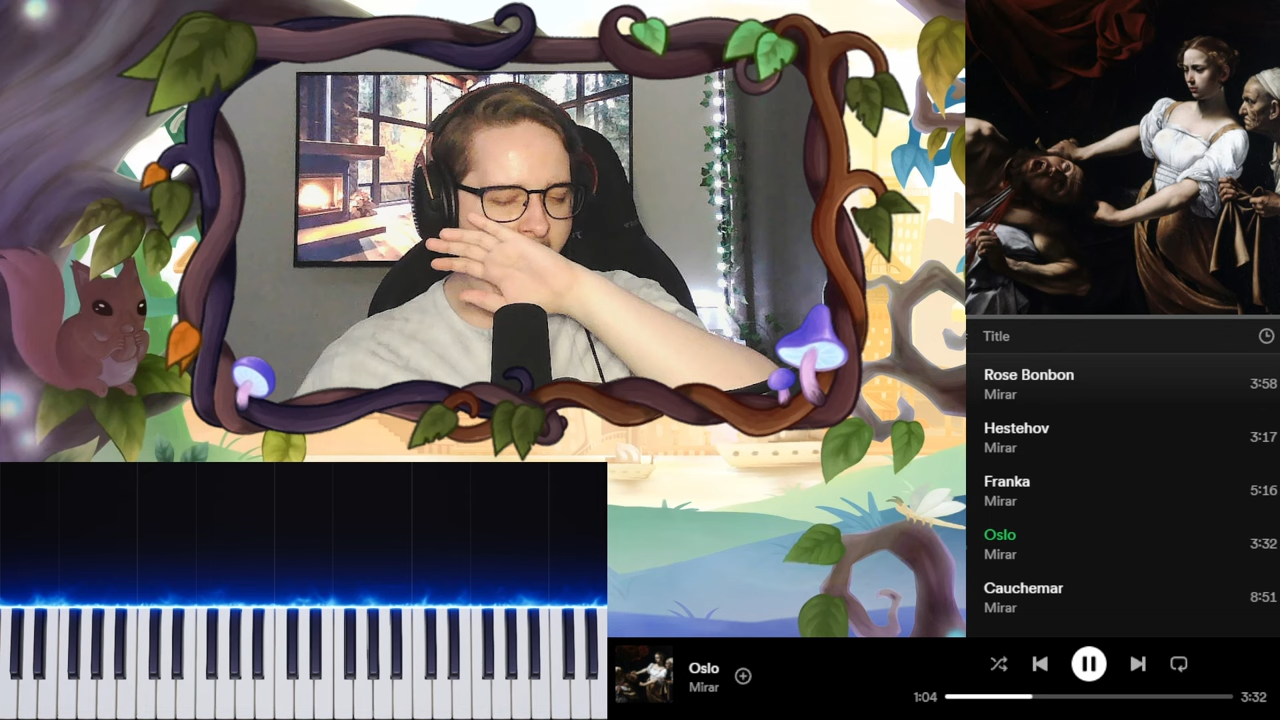 Title
Rose Bonbon
Mirar
3:58
Hestehov
Mirar
3:17
Franka
Mirar
5:16
Oslo
Mirar
3:32
Cauchemar
Mirar
8:51
Oslo
Mirar
1:04
3:32